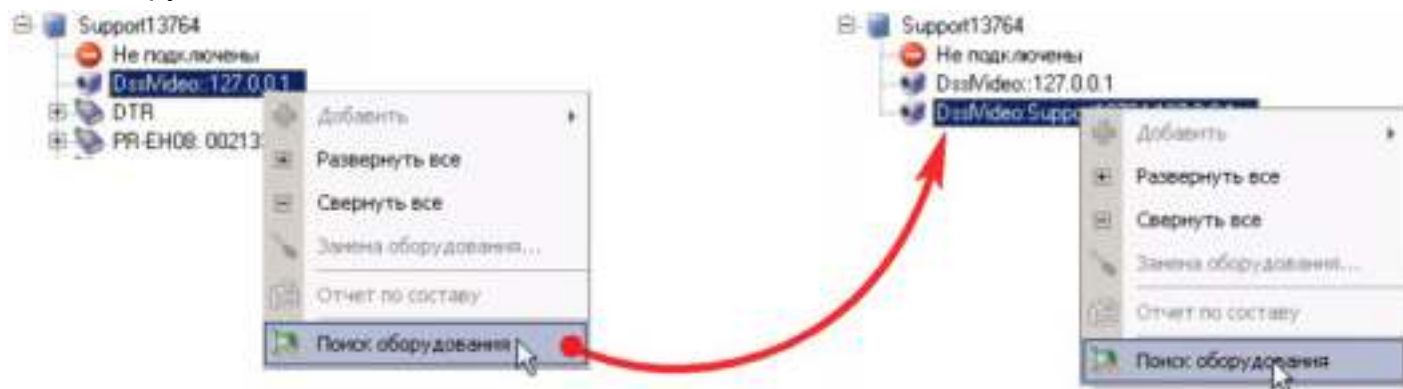 Support13764
Не подключены
DssVideo::127.0.0.1
DTR
PR-EH08: 00213
Добавить
Развернуть все
Свернуть все
Замена оборудования...
Отчет по составу
Поиск оборудования
Support13764
Не подключены
DssVideo::127.0.0.1
DssVideo:Suppo
Добавить
Развернуть все
Свернуть все
Замена оборудования...
Отчет по составу
Поиск оборудования